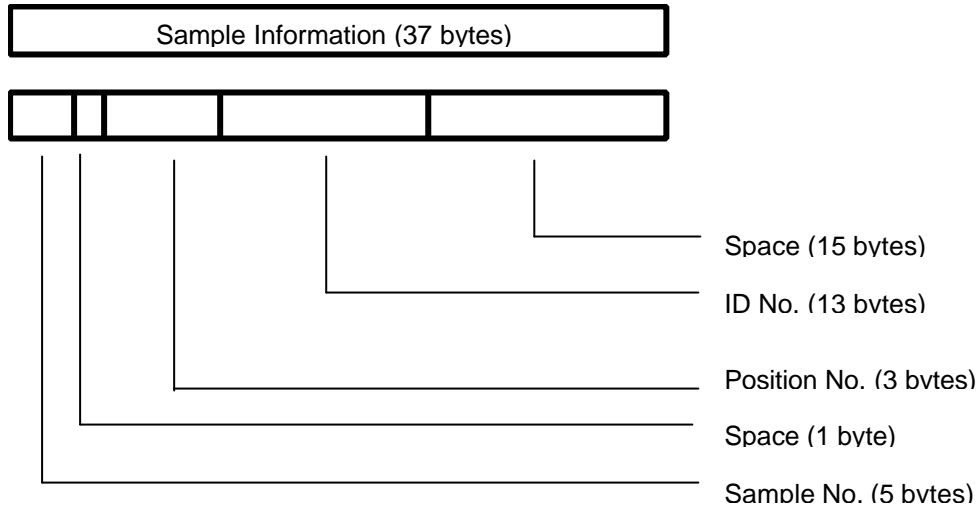 Sample Information (37 bytes)
Space (15 bytes)
ID No. (13 bytes)
Position No. (3 bytes)
Space (1 byte)
Sample No. (5 bytes)